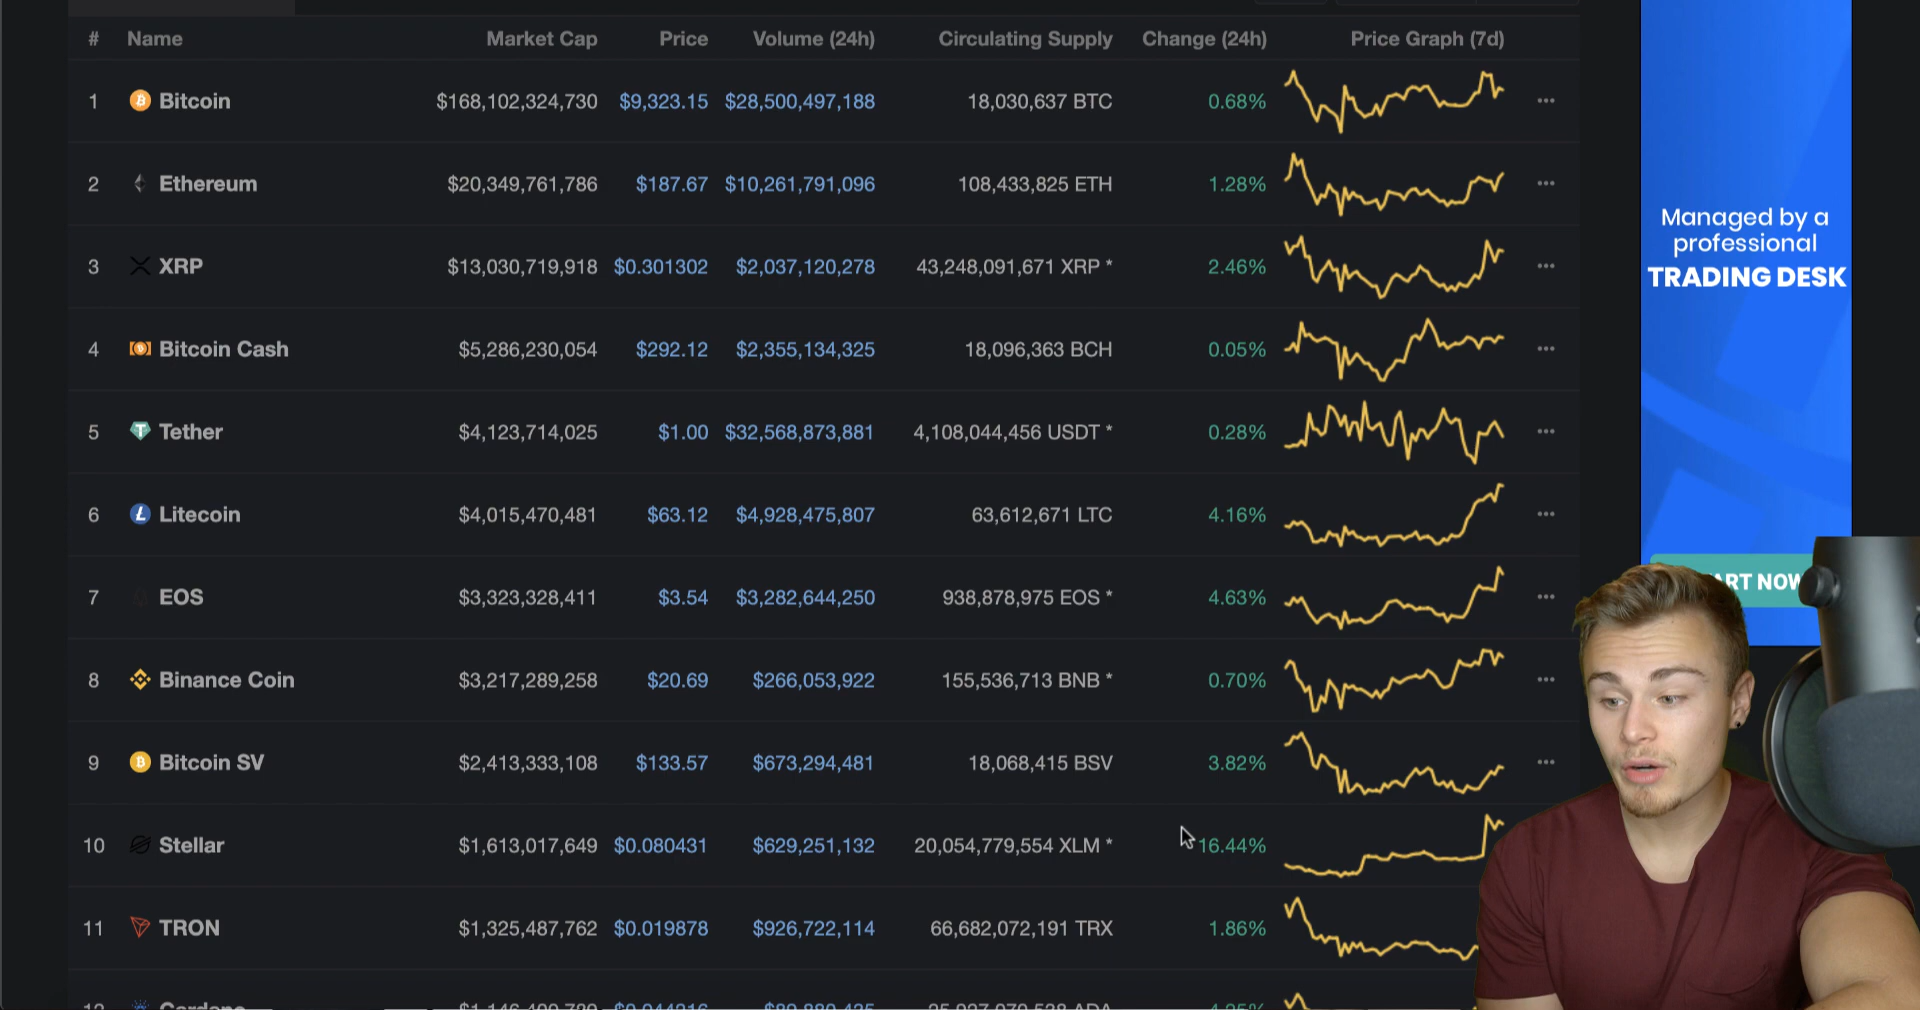 # Name Market Cap Price Volume (24h) Circulating Supply Change (24h) Price Graph (7d)
1 Bitcoin $168,102,324,730 $9,323.15 $28,500,497,188 18,030,637 BTC 0.68%
2 Ethereum $20,349,761,786 $187.67 $10,261,791,096 108,433,825 ETH 1.28%
3 XRP $13,030,719,918 $0.301302 $2,037,120,278 43,248,091,671 XRP * 2.46%
4 Bitcoin Cash $5,286,230,054 $292.12 $2,355,134,325 18,096,363 BCH 0.05%
5 Tether $4,123,714,025 $1.00 $32,568,873,881 4,108,044,456 USDT * 0.28%
6 Litecoin $4,015,470,481 $63.12 $4,928,475,807 63,612,671 LTC 4.16%
7 EOS $3,323,328,411 $3.54 $3,282,644,250 938,878,975 EOS * 4.63%
8 Binance Coin $3,217,289,258 $20.69 $266,053,922 155,536,713 BNB * 0.70%
9 Bitcoin SV $2,413,333,108 $133.57 $673,294,481 18,068,415 BSV 3.82%
10 Stellar $1,613,017,649 $0.080431 $629,251,132 20,054,779,554 XLM * 16.44%
11 TRON $1,325,487,762 $0.019878 $926,722,114 66,682,072,191 TRX 1.86%
Managed by a
professional
TRADING DESK
NOW